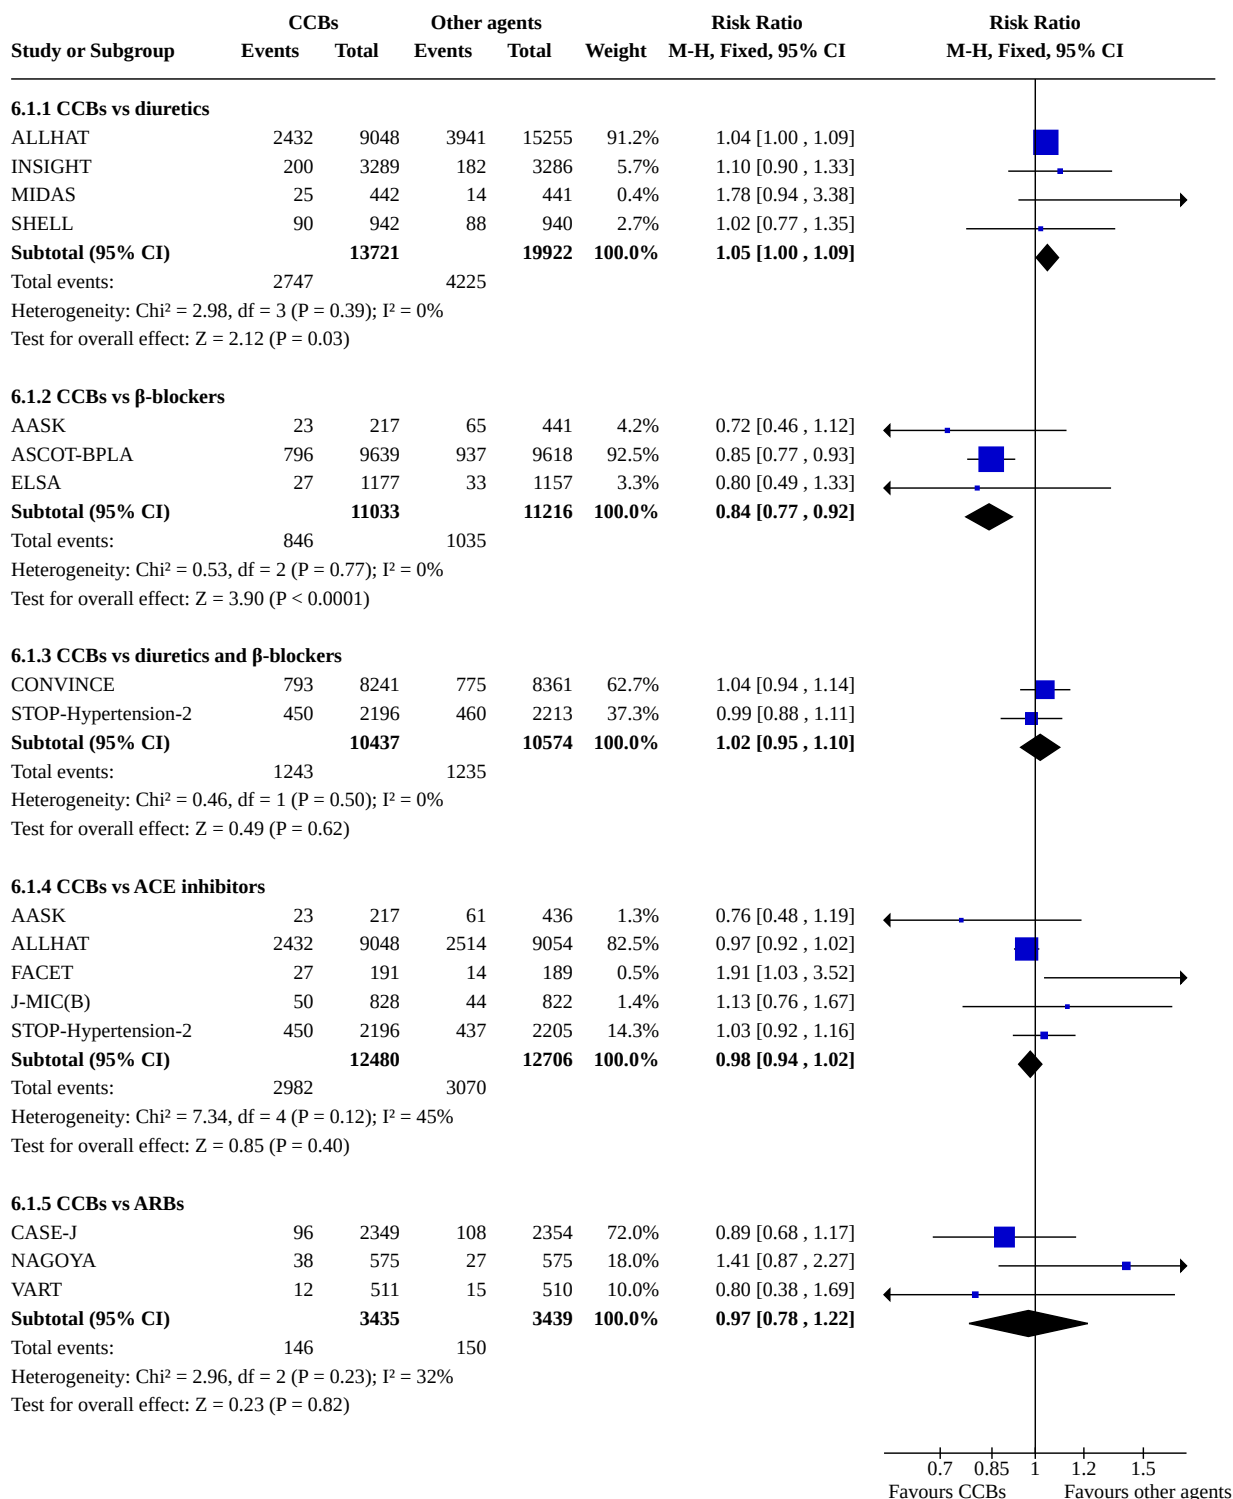 CCBs Other agents Risk Ratio Risk Ratio
Study or Subgroup Events Total Events Total Weight M-H, Fixed, 95% CI M-H, Fixed, 95% CI
6.1.1 CCBs vs diuretics
ALLHAT 2432 9048 3941 15255 91.2% 1.04 [1.00 , 1.09]
INSIGHT 200 3289 182 3286 5.7% 1.10 [0.90 , 1.33]
MIDAS 25 442 14 441 0.4% 1.78 [0.94 , 3.38]
SHELL 90 942 88 940 2.7% 1.02 [0.77 , 1.35]
Subtotal (95% CI) 13721 19922 100.0% 1.05 [1.00 , 1.09]
Total events: 2747 4225
Heterogeneity: Chi² = 2.98, df = 3 (P = 0.39); I² = 0%
Test for overall effect: Z = 2.12 (P = 0.03)
6.1.2 CCBs vs β-blockers
AASK 23 217 65 441 4.2% 0.72 [0.46 , 1.12]
ASCOT-BPLA 796 9639 937 9618 92.5% 0.85 [0.77 , 0.93]
ELSA 27 1177 33 1157 3.3% 0.80 [0.49 , 1.33]
Subtotal (95% CI) 11033 11216 100.0% 0.84 [0.77 , 0.92]
Total events: 846 1035
Heterogeneity: Chi² = 0.53, df = 2 (P = 0.77); I² = 0%
Test for overall effect: Z = 3.90 (P < 0.0001)
6.1.3 CCBs vs diuretics and β-blockers
CONVINCE 793 8241 775 8361 62.7% 1.04 [0.94 , 1.14]
STOP-Hypertension-2 450 2196 460 2213 37.3% 0.99 [0.88 , 1.11]
Subtotal (95% CI) 10437 10574 100.0% 1.02 [0.95 , 1.10]
Total events: 1243 1235
Heterogeneity: Chi² = 0.46, df = 1 (P = 0.50); I² = 0%
Test for overall effect: Z = 0.49 (P = 0.62)
6.1.4 CCBs vs ACE inhibitors
AASK 23 217 61 436 1.3% 0.76 [0.48 , 1.19]
ALLHAT 2432 9048 2514 9054 82.5% 0.97 [0.92 , 1.02]
FACET 27 191 14 189 0.5% 1.91 [1.03 , 3.52]
J-MIC(B) 50 828 44 822 1.4% 1.13 [0.76 , 1.67]
STOP-Hypertension-2 450 2196 437 2205 14.3% 1.03 [0.92 , 1.16]
Subtotal (95% CI) 12480 12706 100.0% 0.98 [0.94 , 1.02]
Total events: 2982 3070
Heterogeneity: Chi² = 7.34, df = 4 (P = 0.12); I² = 45%
Test for overall effect: Z = 0.85 (P = 0.40)
6.1.5 CCBs vs ARBs
CASE-J 96 2349 108 2354 72.0% 0.89 [0.68 , 1.17]
NAGOYA 38 575 27 575 18.0% 1.41 [0.87 , 2.27]
VART 12 511 15 510 10.0% 0.80 [0.38 , 1.69]
Subtotal (95% CI) 3435 3439 100.0% 0.97 [0.78 , 1.22]
Total events: 146 150
Heterogeneity: Chi² = 2.96, df = 2 (P = 0.23); I² = 32%
Test for overall effect: Z = 0.23 (P = 0.82)
0.7 0.85 1 1.2 1.5
Favours CCBs Favours other agents